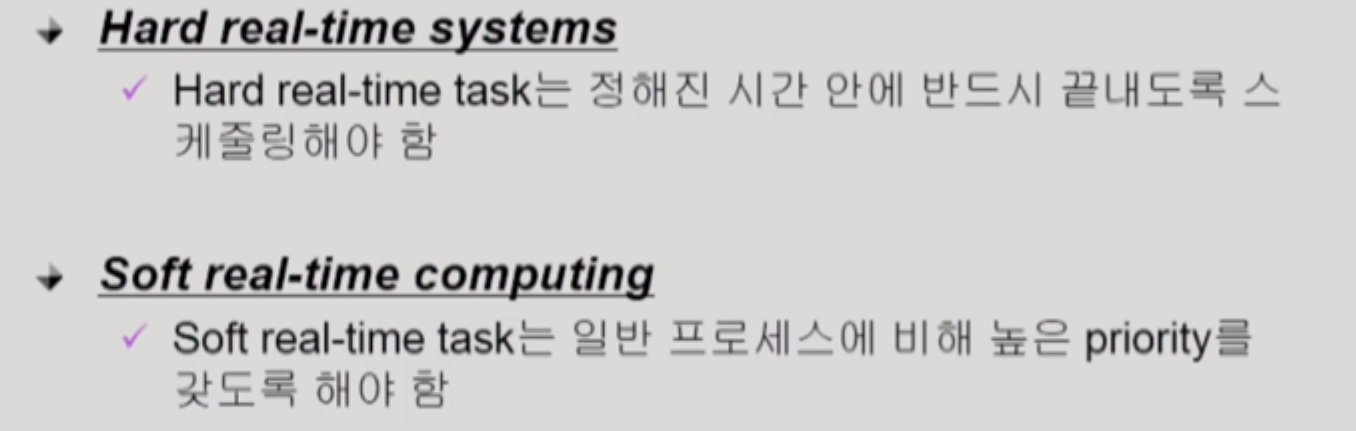 Hard real-time systems
Hard real-time task는 정해진 시간 안에 반드시 끝내도록 스
케줄링해야 함
Soft real-time computing
Soft real-time task는 일반 프로세스에 비해 높은 priority를
갖도록 해야 함